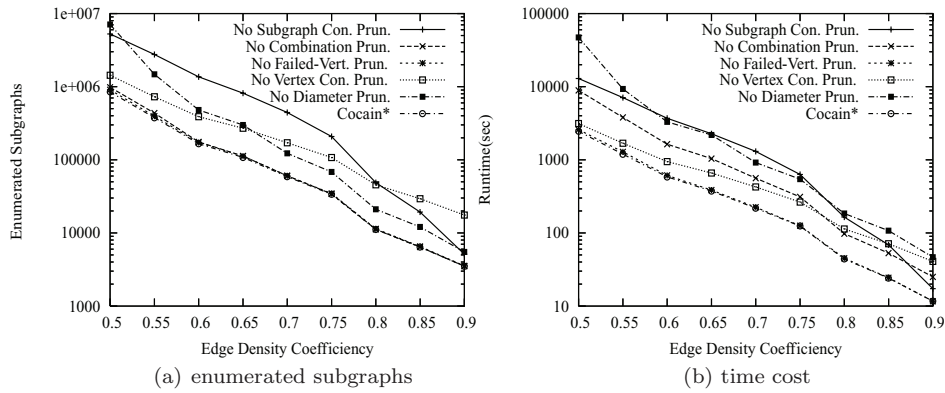 1e+007
1e+006
100000
10000
1000
Enumerated Subgraphs
No Subgraph Con. Prun.
No Combination Prun.
No Failed-Vert. Prun.
No Vertex Con. Prun.
No Diameter Prun.
Cocain*
0.5 0.55 0.6 0.65 0.7 0.75 0.8 0.85 0.9
Edge Density Coefficiency
(a) enumerated subgraphs
100000
10000
1000
100
10
Runtime(sec)
No Subgraph Con. Prun.
No Combination Prun.
No Failed-Vert. Prun.
No Vertex Con. Prun.
No Diameter Prun.
Cocain*
0.5 0.55 0.6 0.65 0.7 0.75 0.8 0.85 0.9
Edge Density Coefficiency
(b) time cost